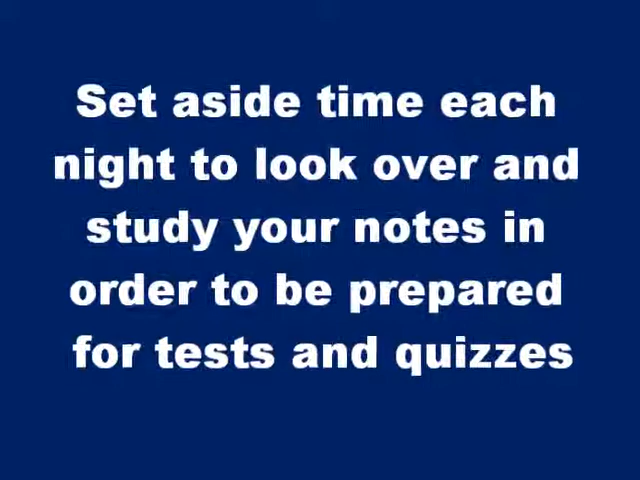 Set aside time each
night to look over and
study your notes in
order to be prepared
for tests and quizzes